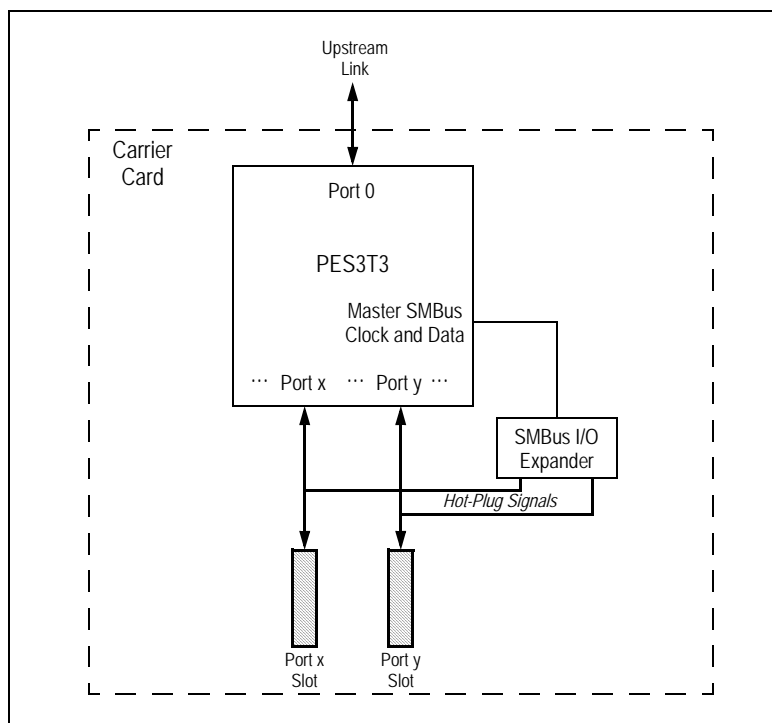 Upstream
Link
Carrier
Card
Port 0
PES3T3
Master SMBus
Clock and Data
··· Port x ··· Port y ···
SMBus I/O
Expander
Hot-Plug Signals
Port x
Slot
Port y
Slot